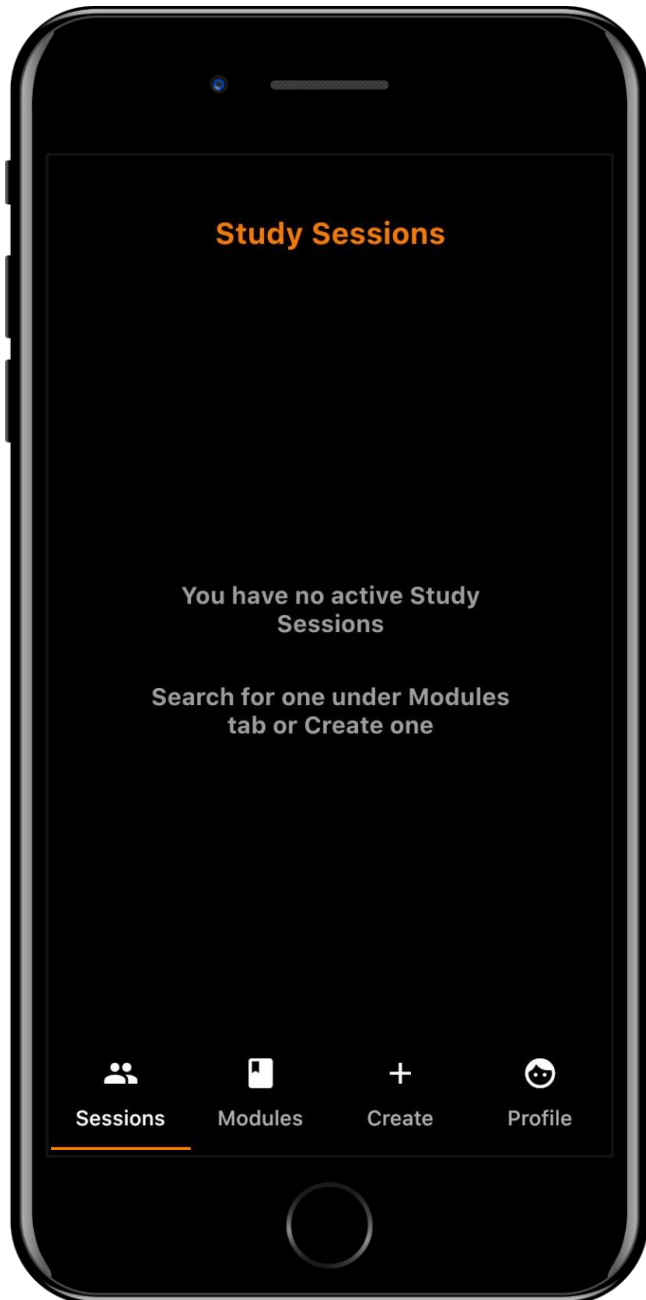 Study Sessions
You have no active Study
Sessions
Search for one under Modules
tab or Create one
Sessions
Modules
Create
Profile